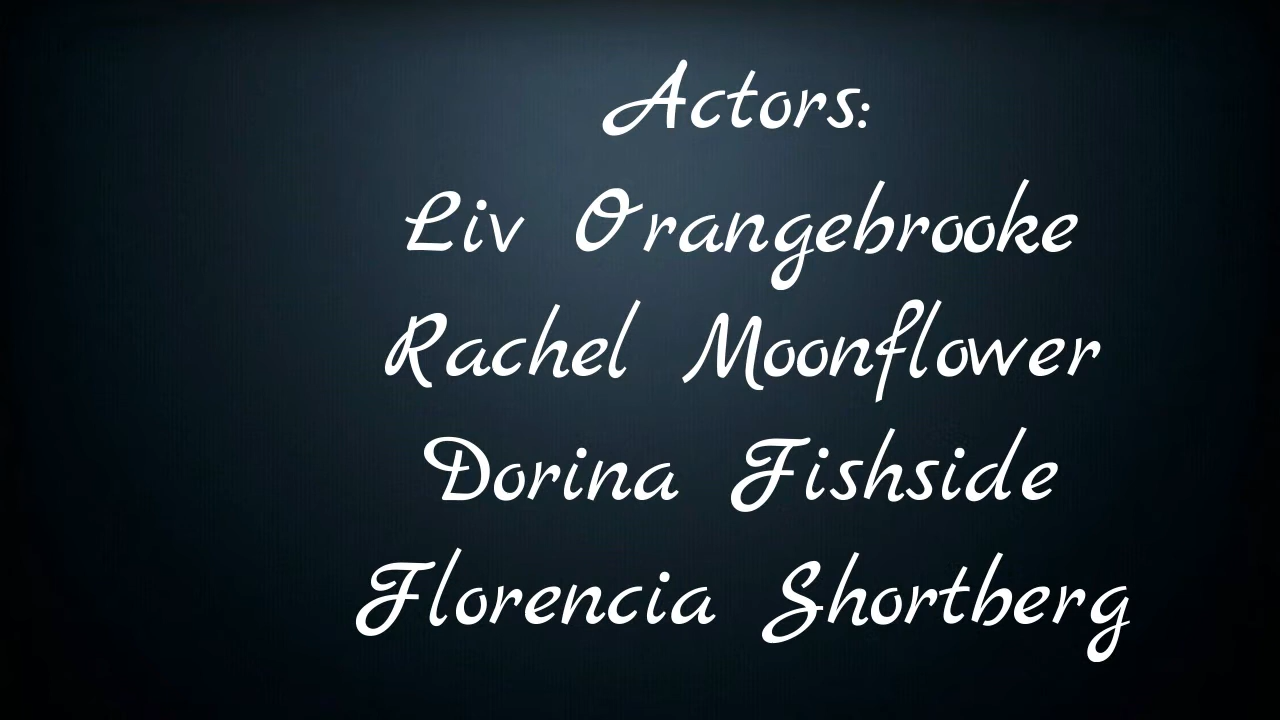 Actors:
Liv Orangebrooke
Rachel Moonflower
Dorina Fishside
Florencia Shortberg